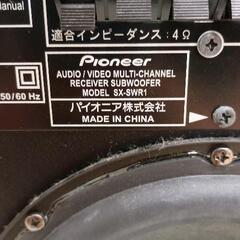 Manual
適合インピーダンス:4Ω
Pioneer
AUDIO / VIDEO MULTI-CHANNEL
RECEIVER SUBWOOFER
MODEL SX-SWR1
50/60 Hz
パイオニア株式会社
MADE IN CHINA